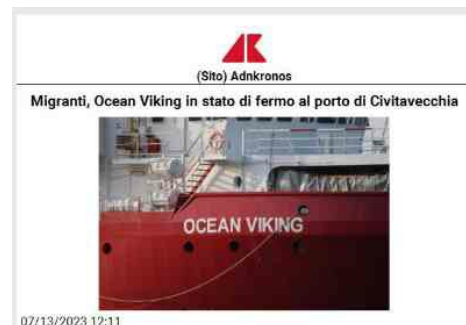 (Sito) Adnkronos
Migranti, Ocean Viking in stato di fermo al porto di Civitavecchia
OCEAN VIKING
07/13/2023 12:11